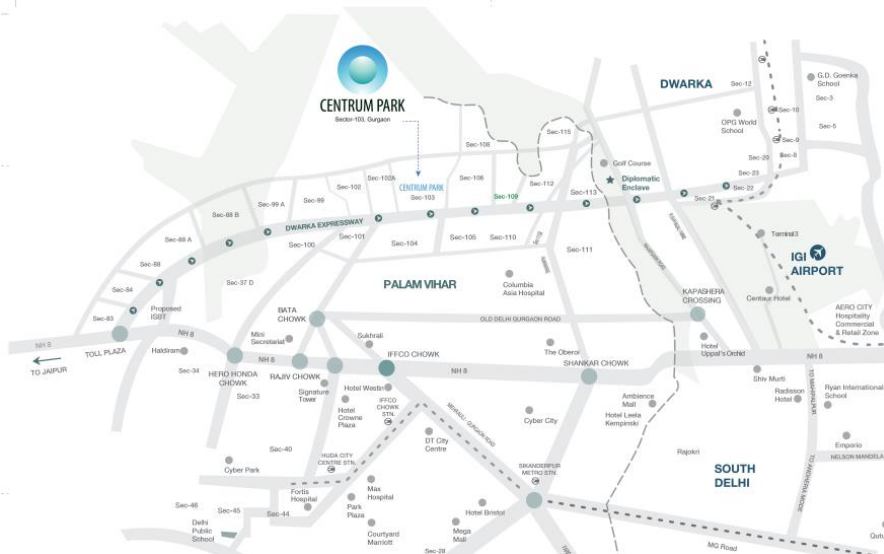 CENTRUM PARK
Sector-103, Gurgaon
DWARKA
Sec-12
G.D. Goenka
School
Sec-3
Sec-10
OPG World
School
Sec-5
Sec-9
Sec-8
Sec-20
Sec-23
Sec-22
Sec-21
Sec-115
Sec-108
Golf Course
Diplomatic
Enclave
Sec-102A
Sec-106
Sec-112
Sec-113
Sec-102
CENTRUM PARK
Sec-103
Sec-109
Sec-99
Sec-99 A
Sec-88 B
DWARKA EXPRESSWAY
Sec-88 A
Sec-100
Sec-101
Sec-104
Sec-105
Sec-110
Sec-111
Sec-88
Sec-37 D
Sec-84
Sec-83
Terminal3
IGI
AIRPORT
PALAM VIHAR
Columbia
Asia Hospital
KAPASHERA
CROSSING
Centaur Hotel
AERO CITY
Hospitality
Commercial
& Retail Zone
Proposed
ISBT
BATA
CHOWK
OLD DELHI GURGAON ROAD
Mini
Secretariat
Sukhrali
NH 8
NH 8
TOLL PLAZA
TO JAIPUR
Haldiram
HERO HONDA
CHOWK
NH 8
RAJIV CHOWK
IFFCO CHOWK
NH 8
The Oberoi
SHANKAR CHOWK
Hotel
Uppal's Orchid
NH 8
Sec-34
Sec-33
Signature
Tower
Hotel Westin
Hotel
Crowne
Plaza
IFFCO
CHOWK
STN.
MEHRAULI - GURGAON ROAD
Cyber City
Ambience
Mall
Hotel Leela
Kempinski
Shiv Murti
Radisson
Hotel
Ryan International
School
Emporio
NELSON MANDELA
Sec-40
HUDA CITY
CENTRE STN.
DT City
Centre
Cyber Park
SIKANDERPUR
METRO STN.
Rajokri
SOUTH
DELHI
Fortis
Hospital
Max
Hospital
Sec-46
Sec-45
Sec-44
Park
Plaza
Hotel Bristol
Delhi
Public
School
Courtyard
Marriott
Mega
Mall
Sec-28
MG Road